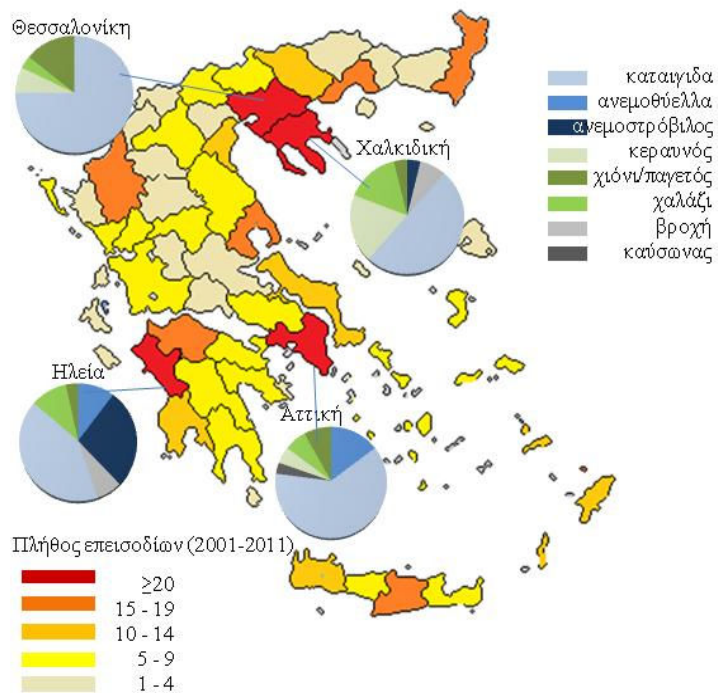 Θεσσαλονίκη
καταιγίδα
ανεμοθύελλα
ανεμοστρόβιλος
κεραυνός
χιόνι/παγετός
χαλάζι
βροχή
καύσωνας
Χαλκιδική
Ηλεία
Αττική
Πλήθος επεισοδίων (2001-2011)
≥20
15 - 19
10 - 14
5 - 9
1 - 4